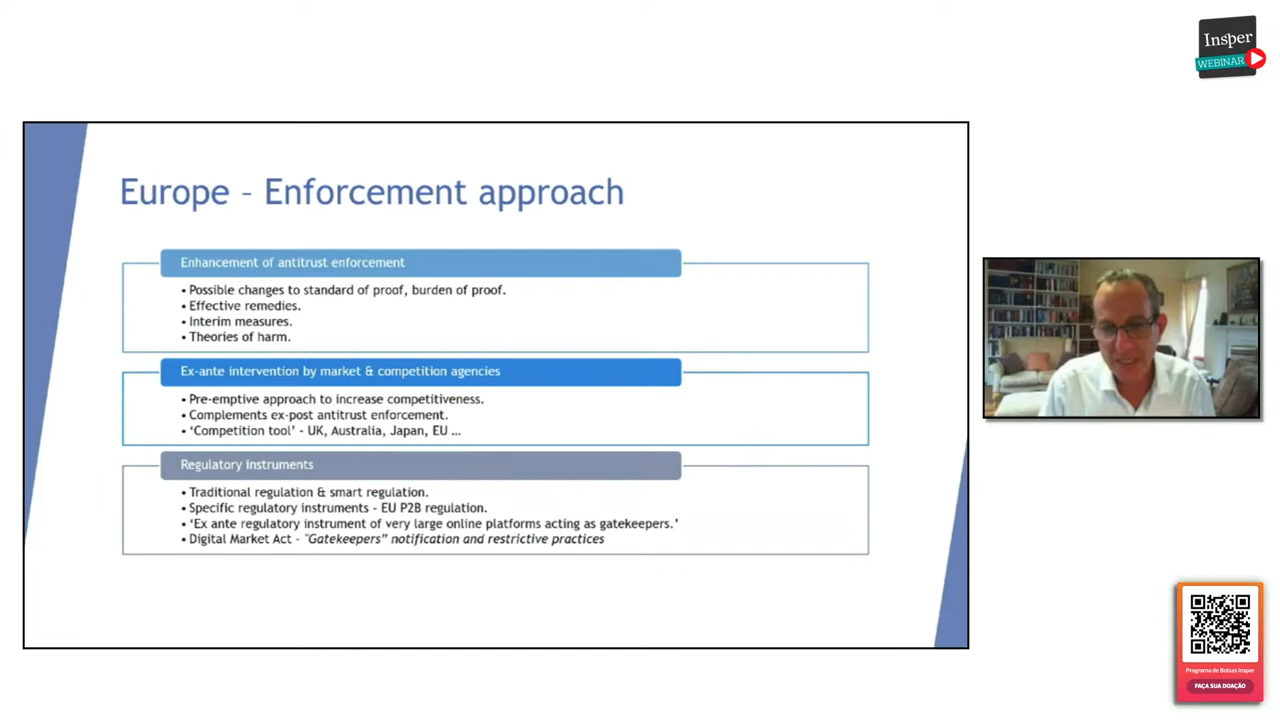 Insper
WEBINAR
Europe – Enforcement approach
Enhancement of antitrust enforcement
• Possible changes to standard of proof, burden of proof.
• Effective remedies.
• Interim measures.
• Theories of harm.
Ex-ante intervention by market & competition agencies
• Pre-emptive approach to increase competitiveness.
• Complements ex-post antitrust enforcement.
• ‘Competition tool’ - UK, Australia, Japan, EU …
Regulatory instruments
• Traditional regulation & smart regulation.
• Specific regulatory instruments - EU P2B regulation.
• ‘Ex ante regulatory instrument of very large online platforms acting as gatekeepers.’
• Digital Market Act – "Gatekeepers” notification and restrictive practices
Programa de Bolsas Insper
FAÇA SUA DOAÇÃO